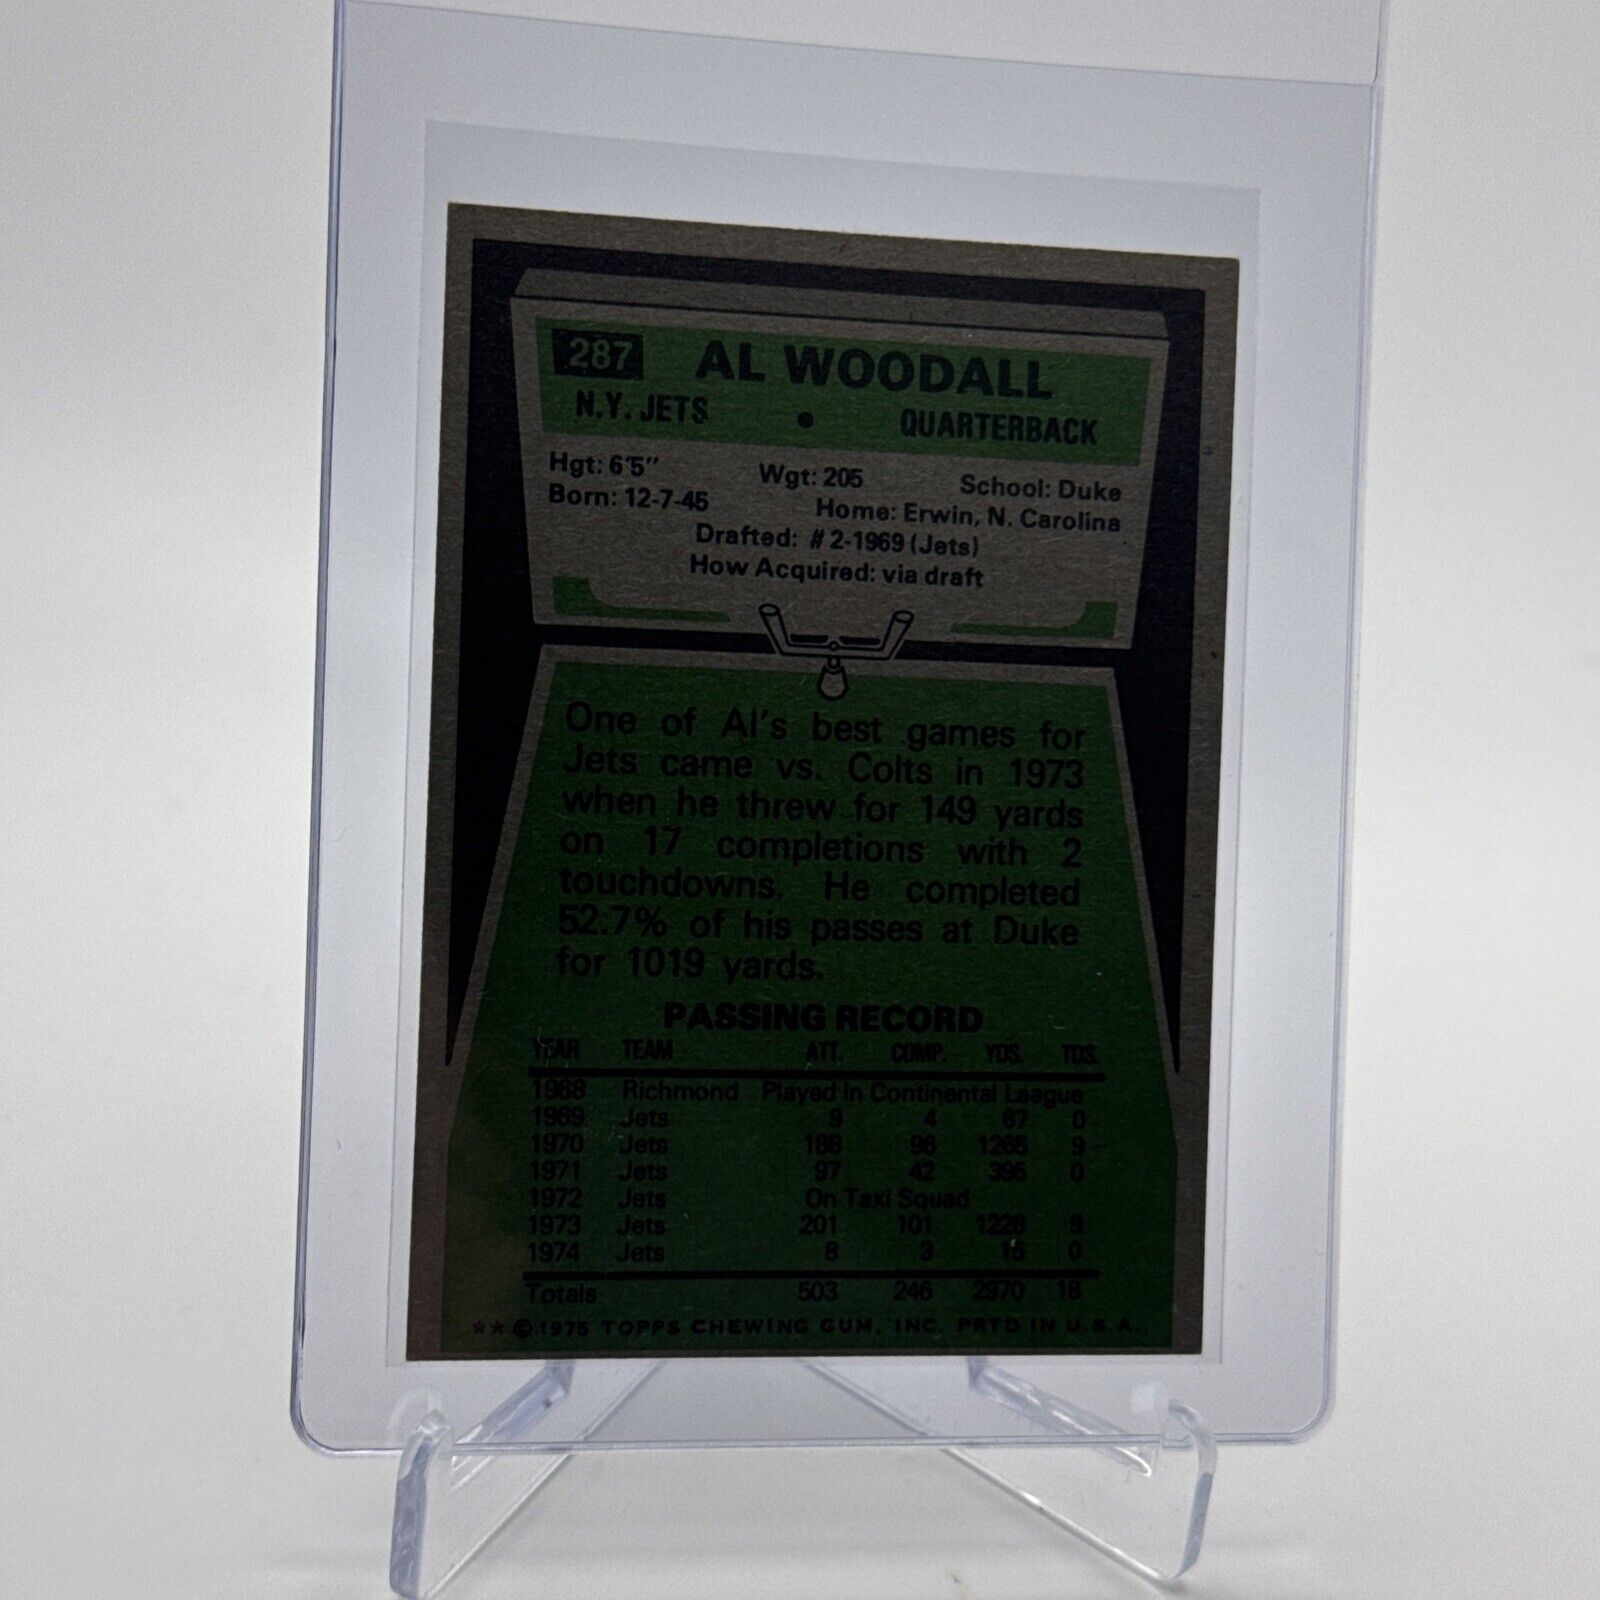 287 AL WOODALL
N.Y. JETS • QUARTERBACK
Hgt: 6'5" Wgt: 205 School: Duke
Born: 12-7-45 Home: Erwin, N. Carolina
Drafted: #2-1969 (Jets)
How Acquired: via draft
One of Al's best games for
Jets came vs. Colts in 1973
when he threw for 149 yards
on 17 completions with 2
touchdowns. He completed
52.7% of his passes at Duke
for 1019 yards.
PASSING RECORD
YEAR TEAM ATT. COMP. YDS. TDS.
1968 Richmond Played in Continental League
1969 Jets 9 4 67 0
1970 Jets 188 96 1265 9
1971 Jets 97 42 395 0
1972 Jets On Taxi Squad
1973 Jets 201 101 1228 9
1974 Jets 8 3 15 0
Totals 503 246 2970 18
**© 1975 TOPPS CHEWING GUM, INC. PRTD IN U.S.A.